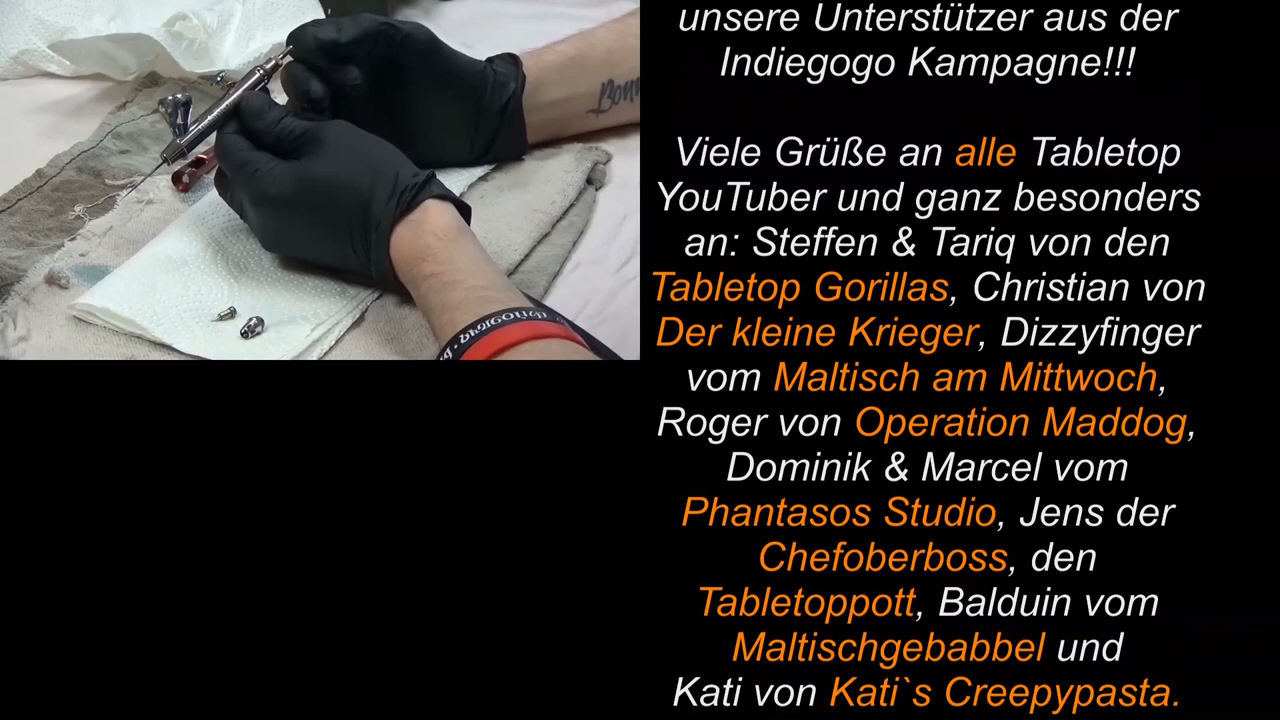 unsere Unterstützer aus der
Indiegogo Kampagne!!!
Viele Grüße an alle Tabletop
YouTuber und ganz besonders
an: Steffen & Tariq von den
Tabletop Gorillas, Christian von
Der kleine Krieger, Dizzyfinger
vom Maltisch am Mittwoch,
Roger von Operation Maddog,
Dominik & Marcel vom
Phantasos Studio, Jens der
Chefoberboss, den
Tabletoppott, Balduin vom
Maltischgebabbel und
Kati von Kati`s Creepypasta.